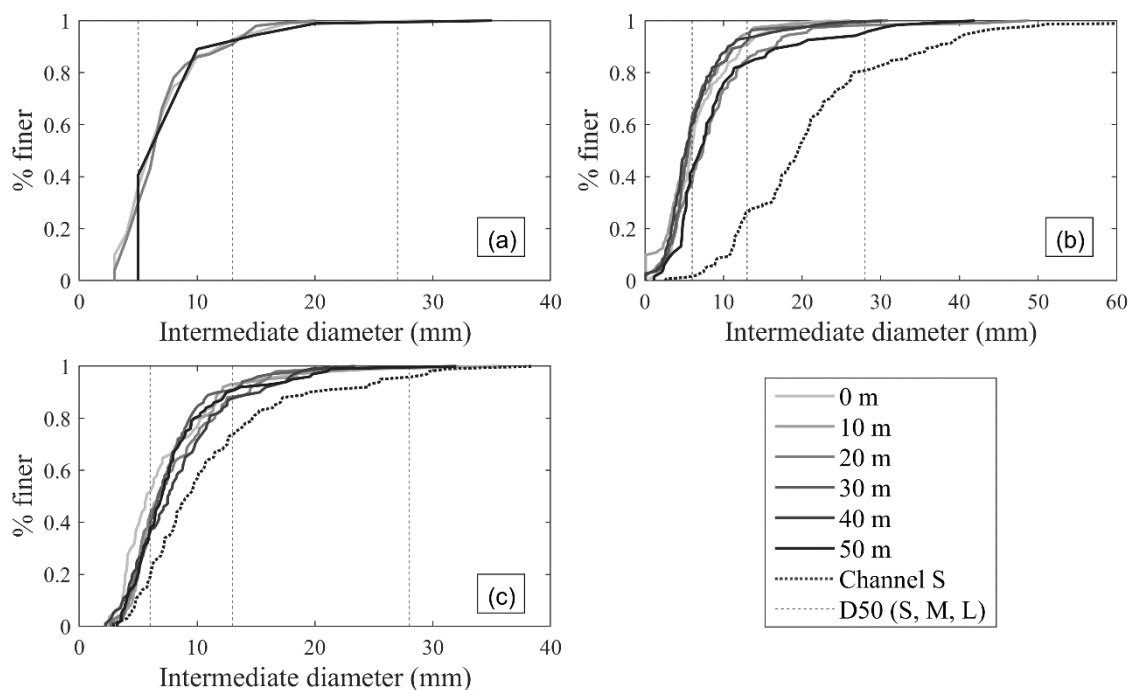 1
0.8
0.6
0.4
0.2
0
% finer
(a)
0 10 20 30 40
Intermediate diameter (mm)
1
0.8
0.6
0.4
0.2
0
% finer
(b)
0 10 20 30 40 50 60
Intermediate diameter (mm)
1
0.8
0.6
0.4
0.2
0
% finer
(c)
0 10 20 30 40
Intermediate diameter (mm)
0 m
10 m
20 m
30 m
40 m
50 m
Channel S
D50 (S, M, L)